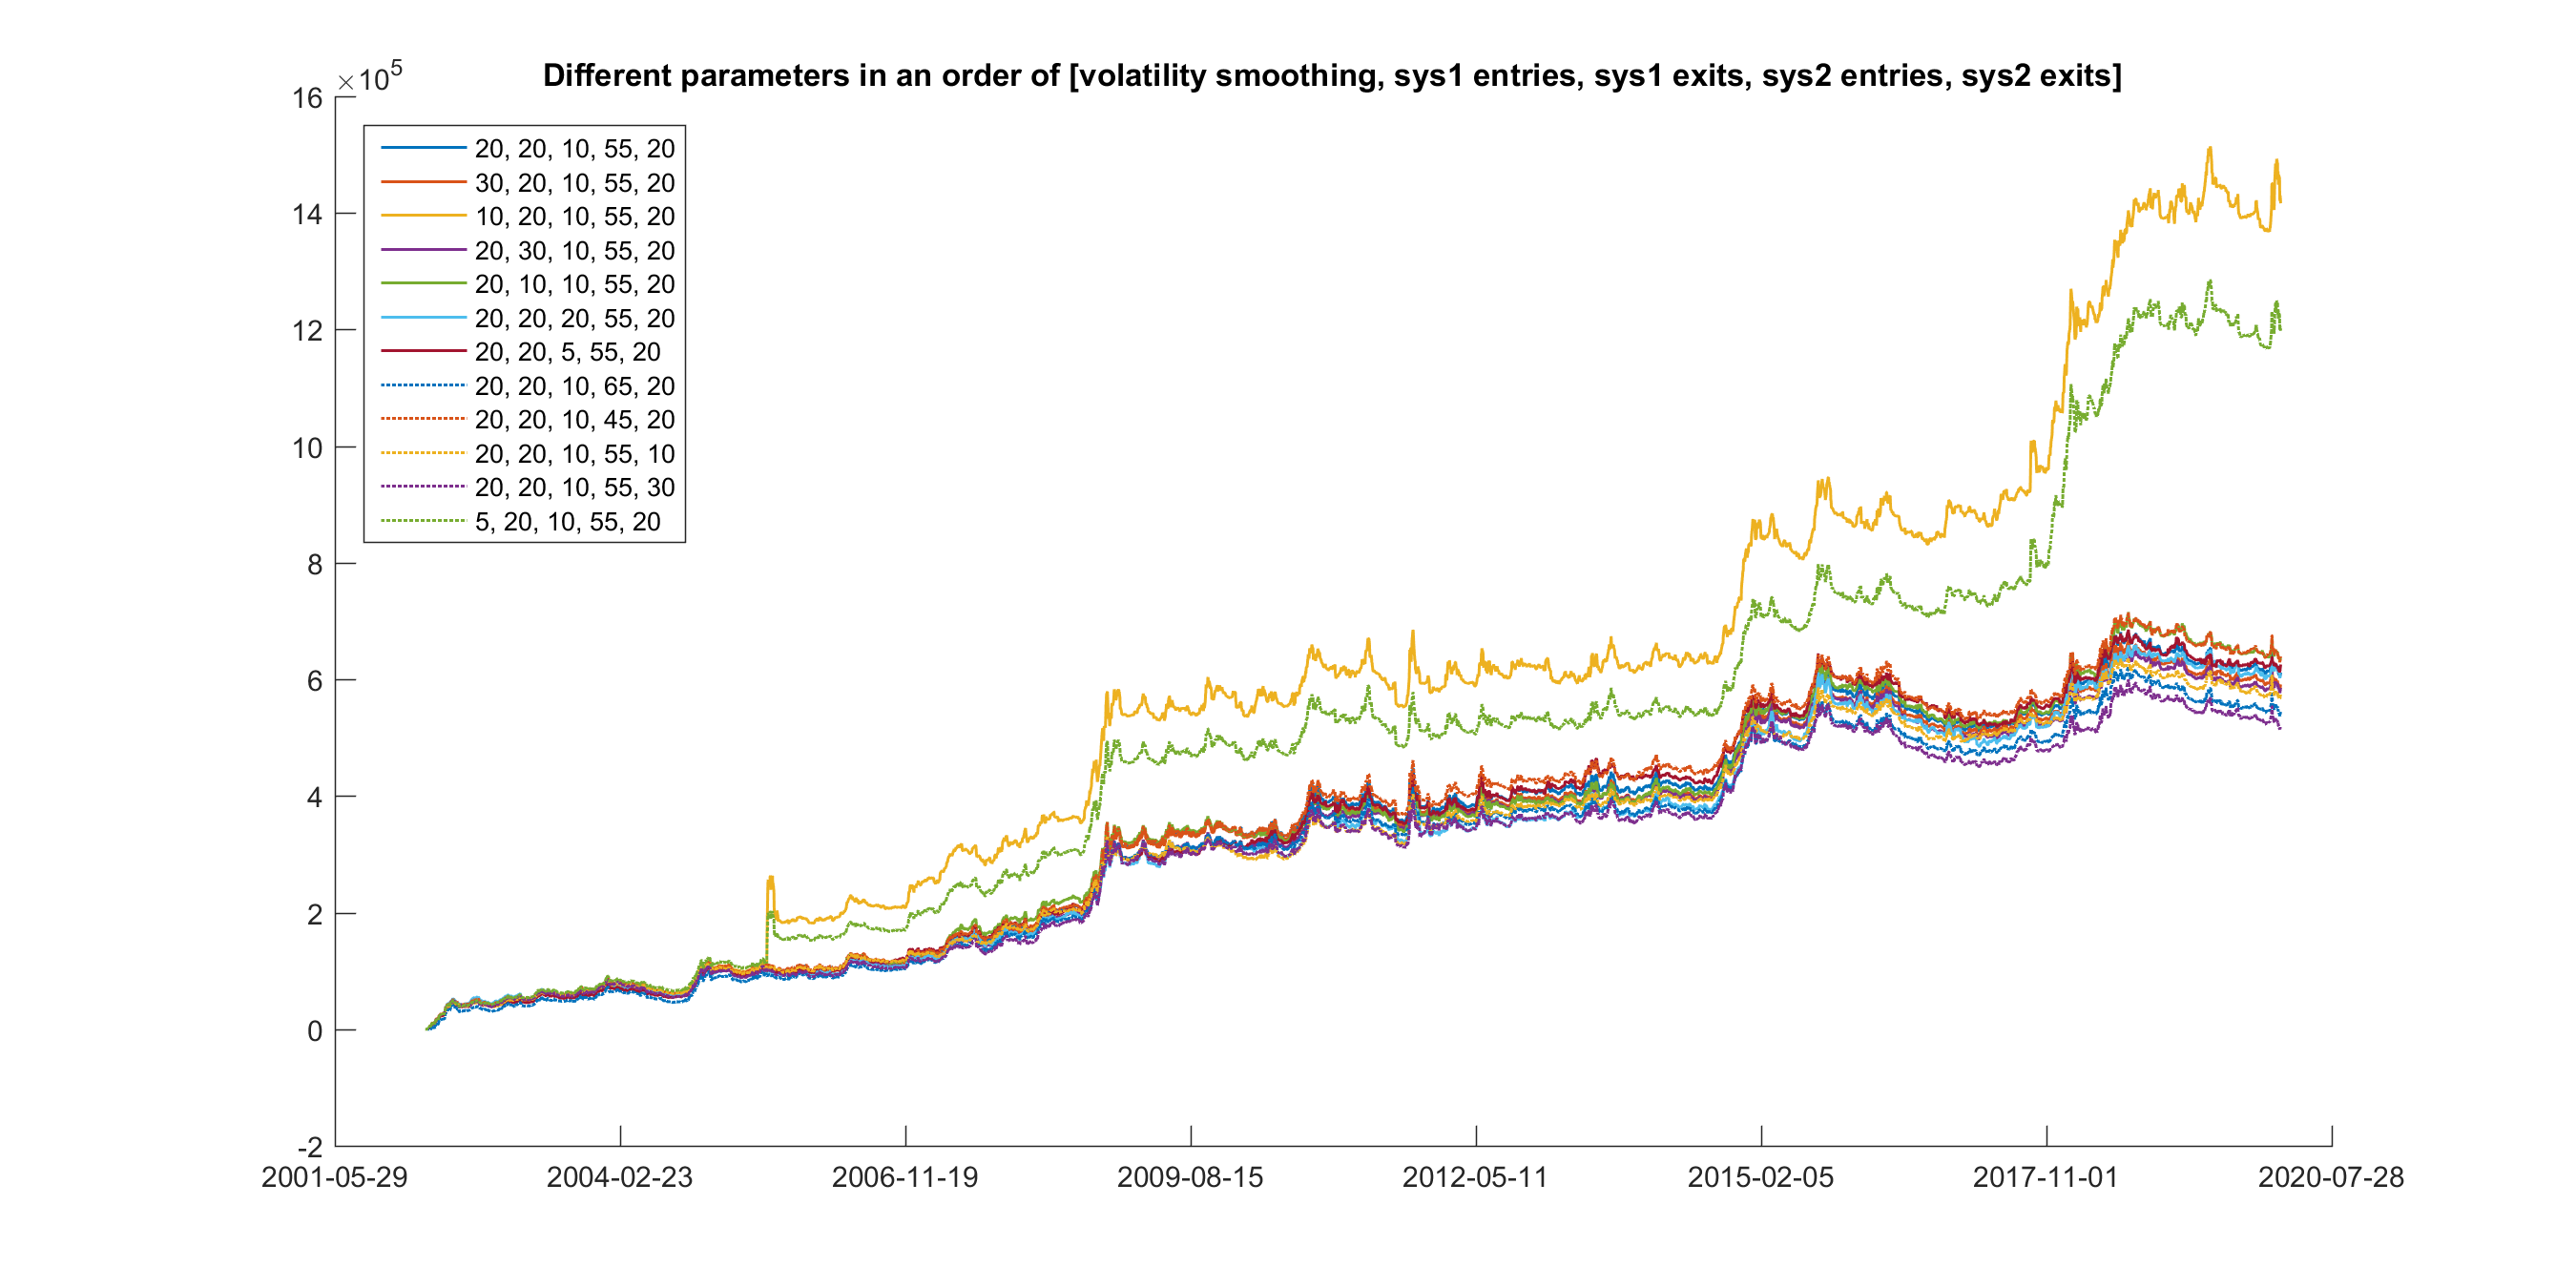 Different parameters in an order of [volatility smoothing, sys1 entries, sys1 exits, sys2 entries, sys2 exits]
×10⁵
16
14
12
10
8
6
4
2
0
-2
20, 20, 10, 55, 20
30, 20, 10, 55, 20
10, 20, 10, 55, 20
20, 30, 10, 55, 20
20, 10, 10, 55, 20
20, 20, 20, 55, 20
20, 20, 5, 55, 20
20, 20, 10, 65, 20
20, 20, 10, 45, 20
20, 20, 10, 55, 10
20, 20, 10, 55, 30
5, 20, 10, 55, 20
2001-05-29 2004-02-23 2006-11-19 2009-08-15 2012-05-11 2015-02-05 2017-11-01 2020-07-28